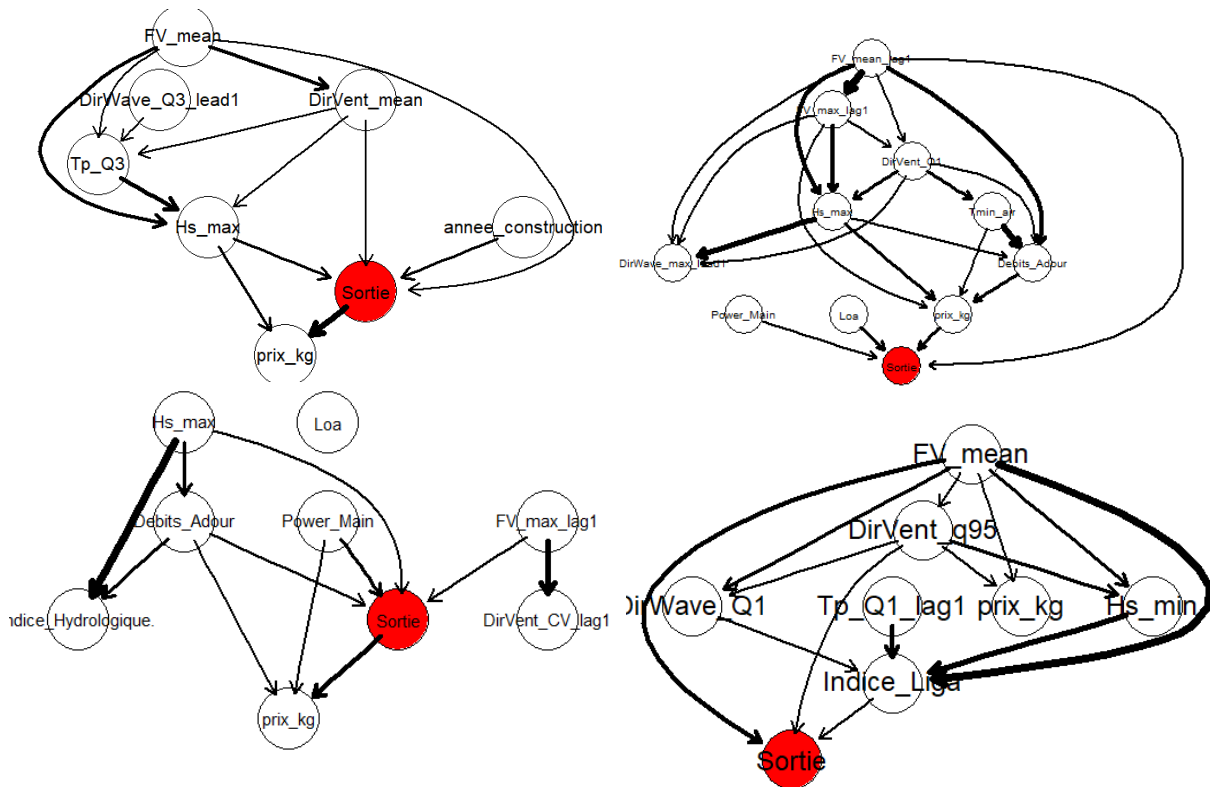 FV_mean
DirWave_Q3_lead1
DirVent_mean
Tp_Q3
Hs_max
annee_construction
Sortie
prix_kg
FV_mean_lag1
FV_max_lag1
DirVent_Q1
Hs_max
Tmin_air
DirWave_max_lead1
Debits_Adour
Power_Main
Loa
prix_kg
Sortie
Hs_max
Loa
Debits_Adour
Power_Main
FV_max_lag1
ndice_Hydrologique.
Sortie
DirVent_CV_lag1
prix_kg
FV_mean
DirVent_q95
DirWave_Q1
Tp_Q1_lag1
prix_kg
Hs_min
Indice_Liga
Sortie